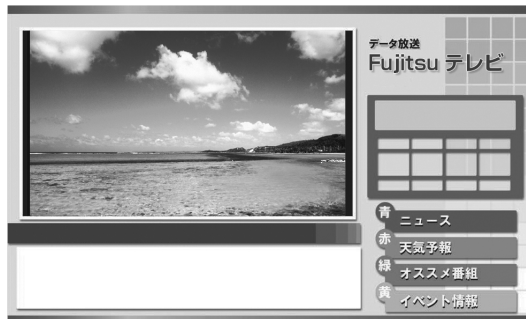 データ放送
Fujitsu テレビ
青 ニュース
赤 天気予報
緑 オススメ番組
黄 イベント情報